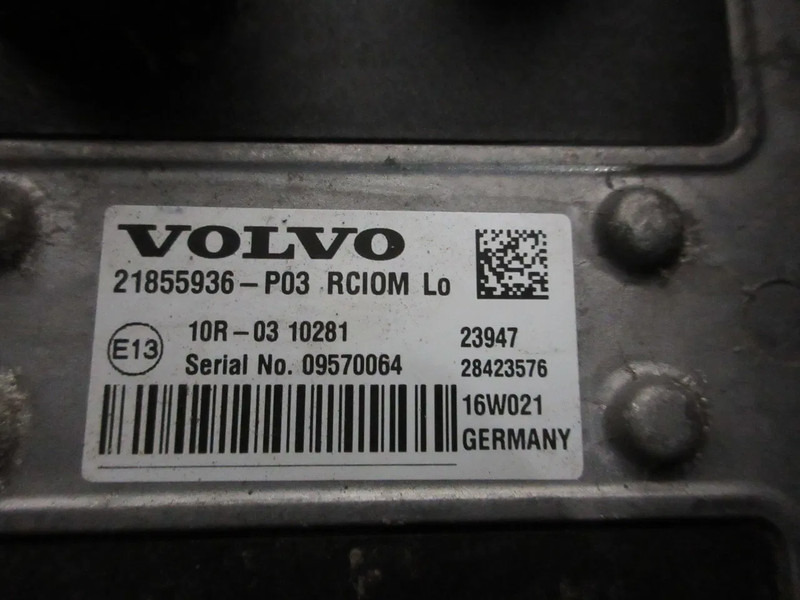 VOLVO
21855936-P03 RCIOM Lo
E13
10R-03 10281
23947
Serial No. 09570064
28423576
16W021
GERMANY